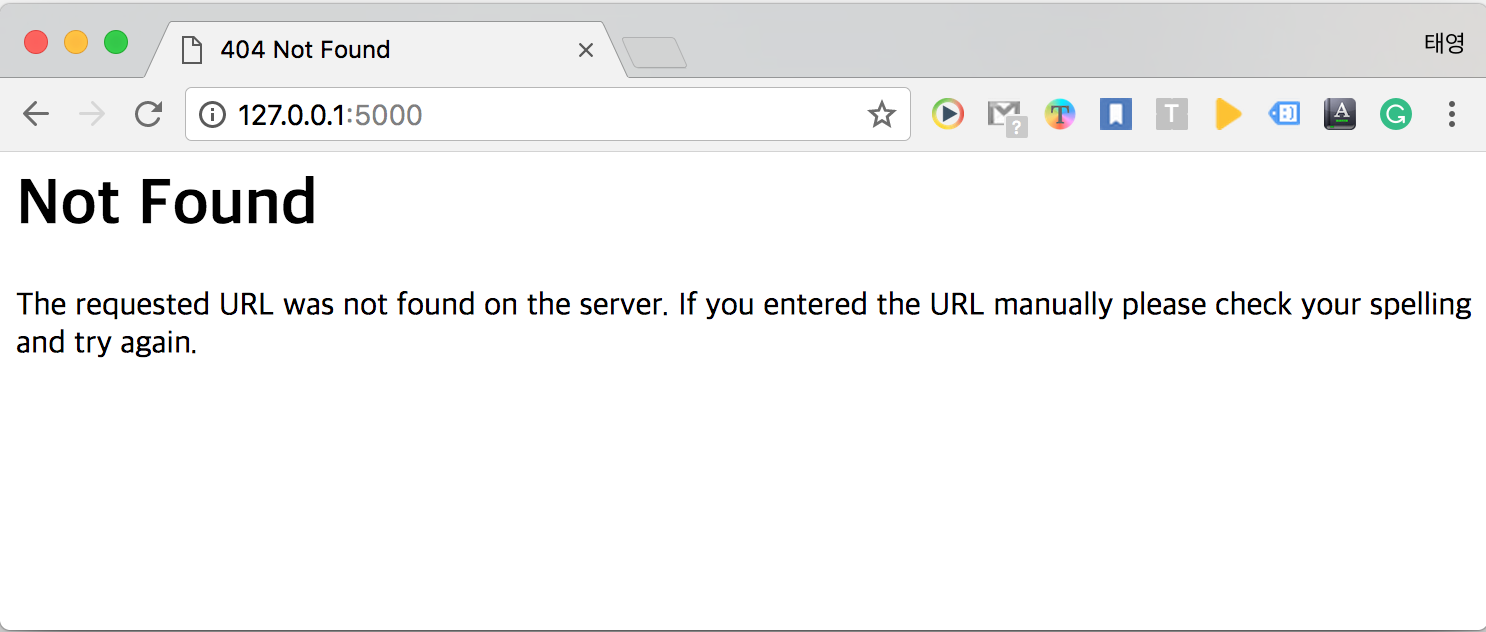 404 Not Found
태영
127.0.0.1:5000
Not Found
The requested URL was not found on the server. If you entered the URL manually please check your spelling
and try again.